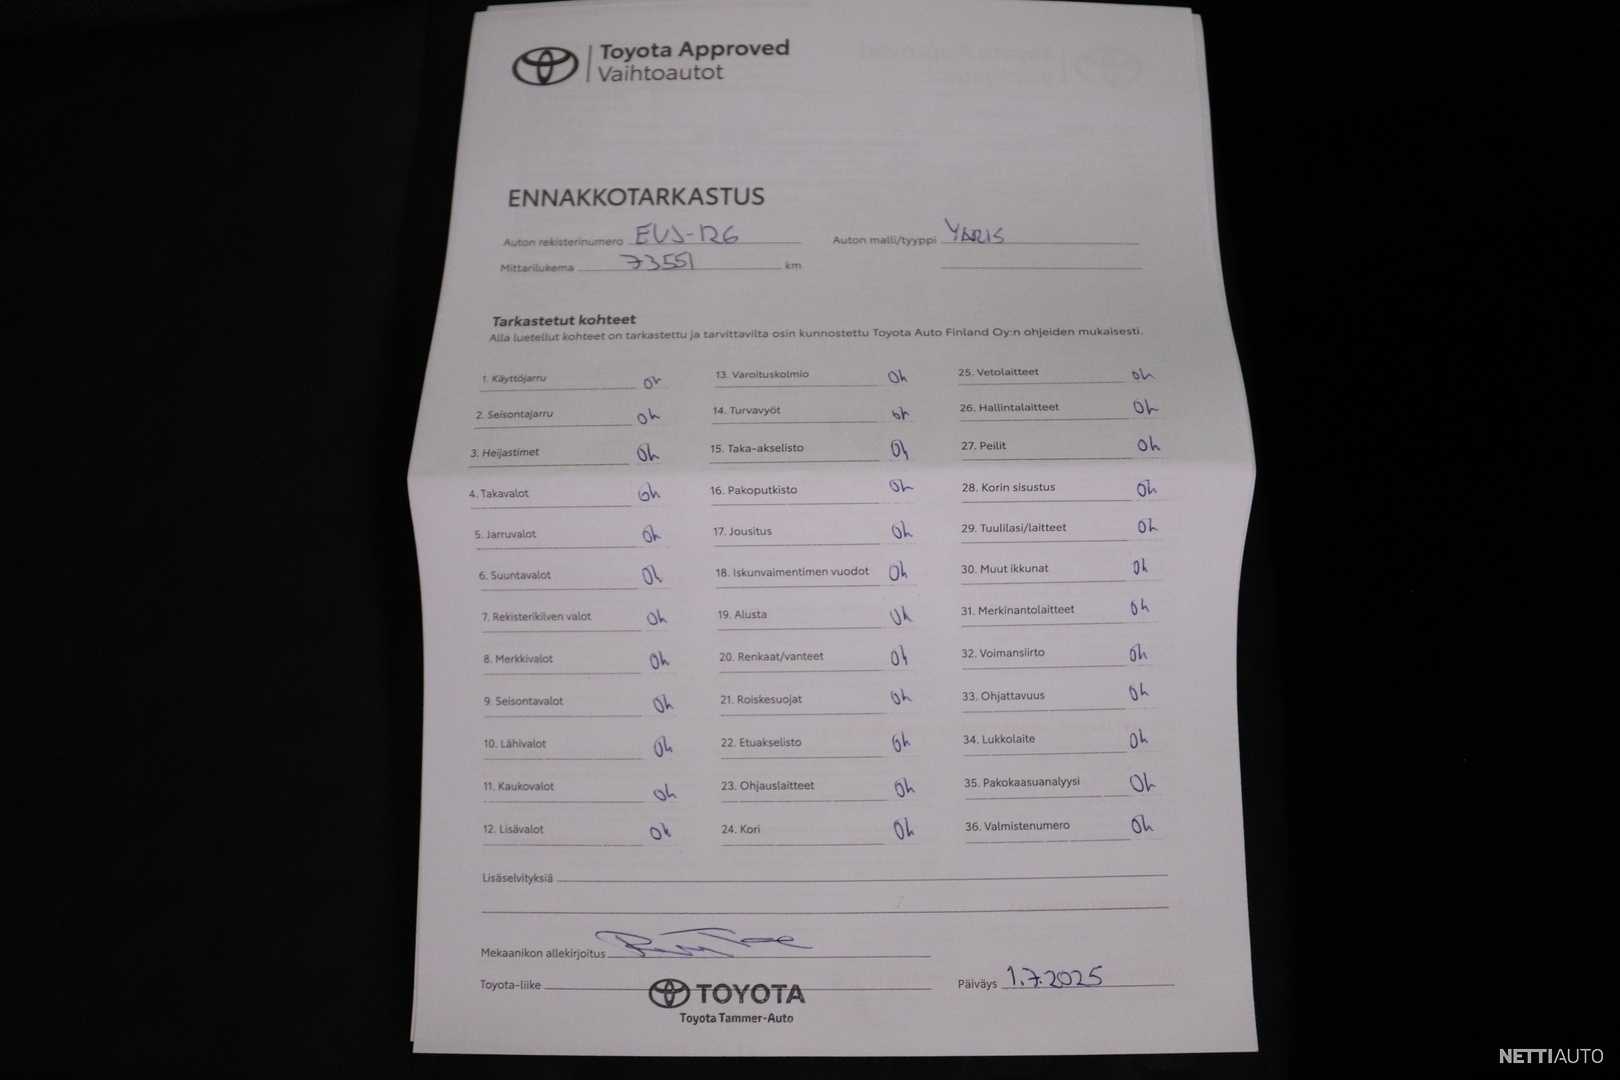 Toyota Approved
Vaihtoautot
ENNAKKOTARKASTUS
Auton rekisterinumero EVJ-126 Auton malli/tyyppi YARIS
Mittarilukema 73551 km
Tarkastetut kohteet
Alla luetellut kohteet on tarkastettu ja tarvittavilta osin kunnostettu Toyota Auto Finland Oy:n ohjeiden mukaisesti.
1. Käyttöjarru ok 13. Varoituskolmio ok 25. Vetolaitteet ok
2. Seisontajarru ok 14. Turvavyöt ok 26. Hallintalaitteet ok
3. Heijastimet ok 15. Taka-akselisto ok 27. Peilit ok
4. Takavalot ok 16. Pakoputkisto ok 28. Korin sisustus ok
5. Jarruvalot ok 17. Jousitus ok 29. Tuulilasi/laitteet ok
6. Suuntavalot ok 18. Iskunvaimentimen vuodot ok 30. Muut ikkunat ok
7. Rekisterikilven valot ok 19. Alusta ok 31. Merkinantolaitteet ok
8. Merkkivalot ok 20. Renkaat/vanteet ok 32. Voimansiirto ok
9. Seisontavalot ok 21. Roiskesuojat ok 33. Ohjattavuus ok
10. Lähivalot ok 22. Etuakselisto ok 34. Lukkolaite ok
11. Kaukovalot ok 23. Ohjauslaitteet ok 35. Pakokaasuanalyysi ok
12. Lisävalot ok 24. Kori ok 36. Valmistenumero ok
Lisäselvityksiä
Mekaanikon allekirjoitus
Toyota-liike TOYOTA Päiväys 1.7.2025
Toyota Tammer-Auto
NETTIAUTO